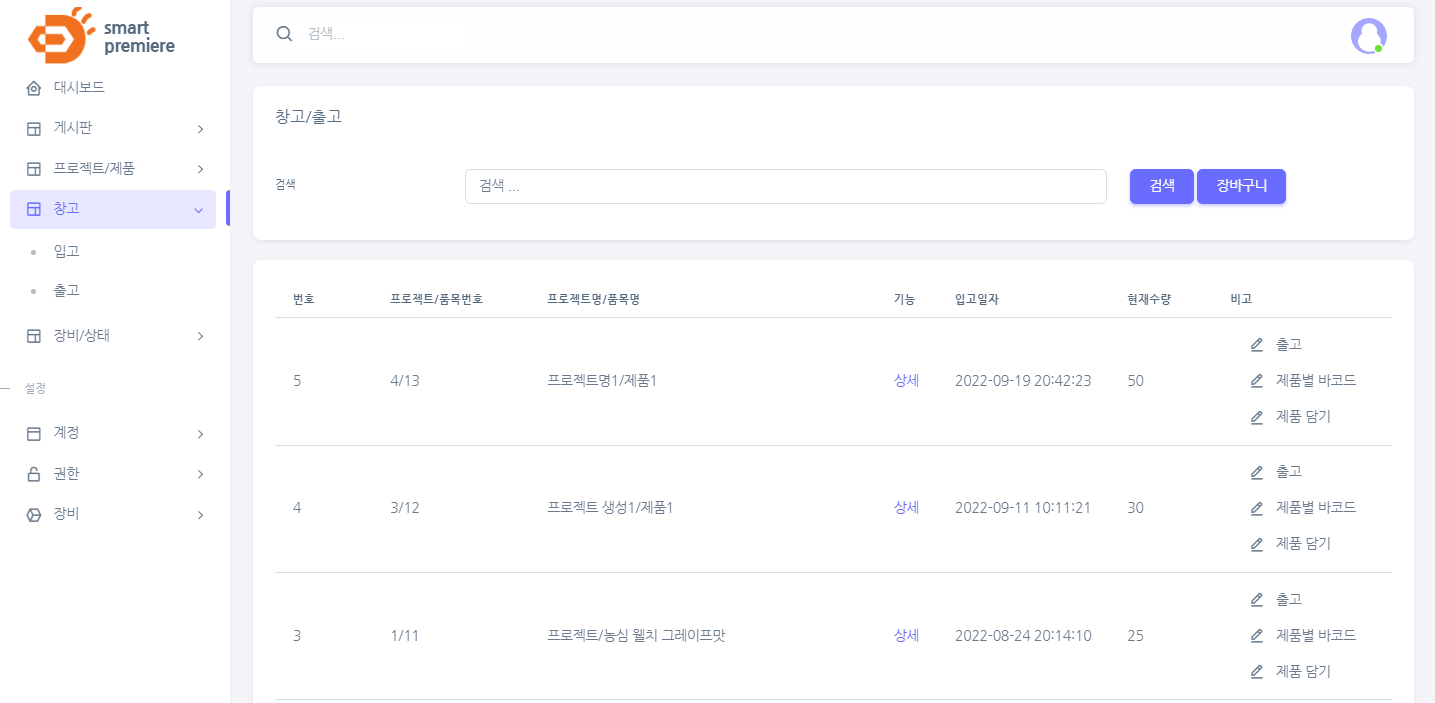 smart
premiere
대시보드
게시판
프로젝트/제품
창고
입고
출고
장비/상태
설정
계정
권한
장비
검색...
창고/출고
검색
검색 ...
검색
장바구니
번호 프로젝트/품목번호 프로젝트명/품목명 기능 입고일자 현재수량 비고
출고
5 4/13 프로젝트명1/제품1 상세 2022-09-19 20:42:23 50 제품별 바코드
제품 담기
출고
4 3/12 프로젝트 생성1/제품1 상세 2022-09-11 10:11:21 30 제품별 바코드
제품 담기
출고
3 1/11 프로젝트/농심 웰치 그레이프맛 상세 2022-08-24 20:14:10 25 제품별 바코드
제품 담기